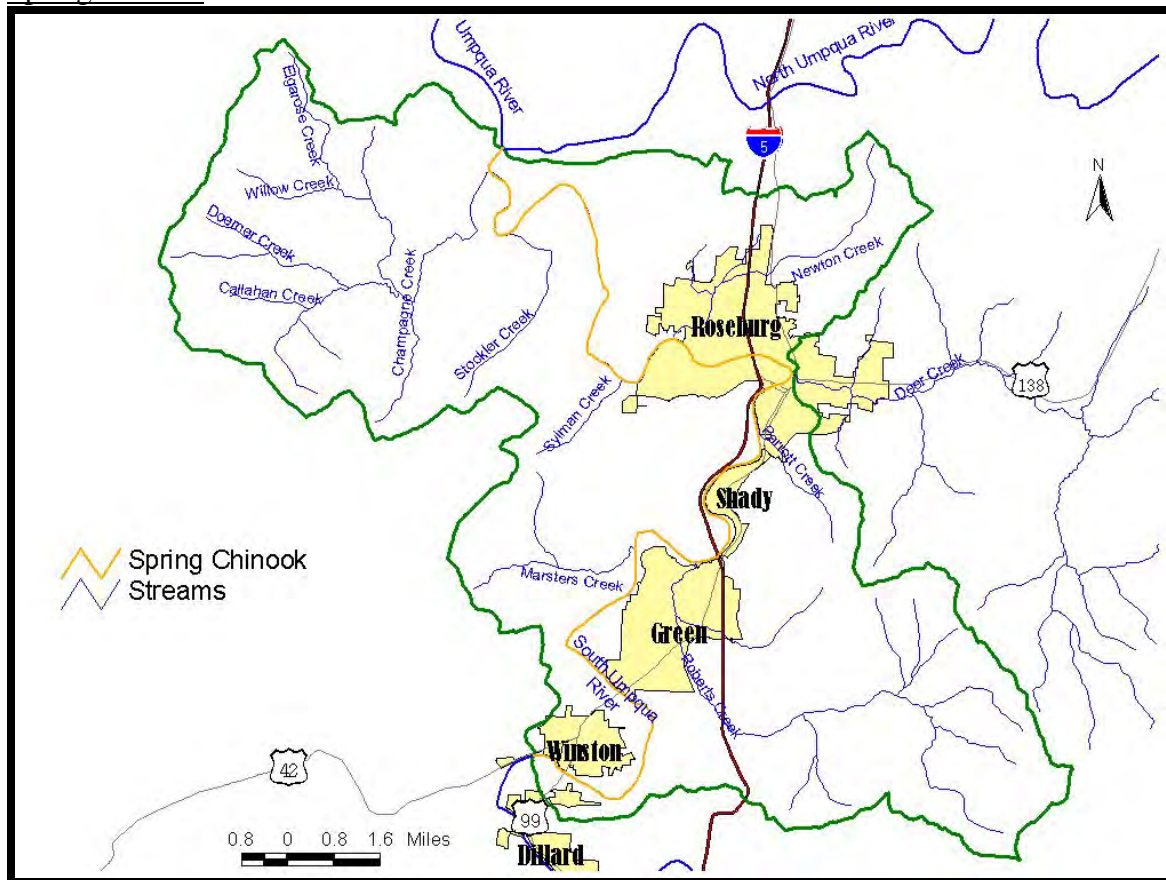 Umpqua River
North Umpqua River
5
N
Elgarose Creek
Willow Creek
Doerner Creek
Callahan Creek
Champagne Creek
Stockler Creek
Newton Creek
Roseburg
Deer Creek
138
Sylman Creek
Parrott Creek
Shady
Spring Chinook
Streams
Marsters Creek
Green
South Umpqua
River
Roberts Creek
Winston
42
99
0.8 0 0.8 1.6 Miles
Dillard